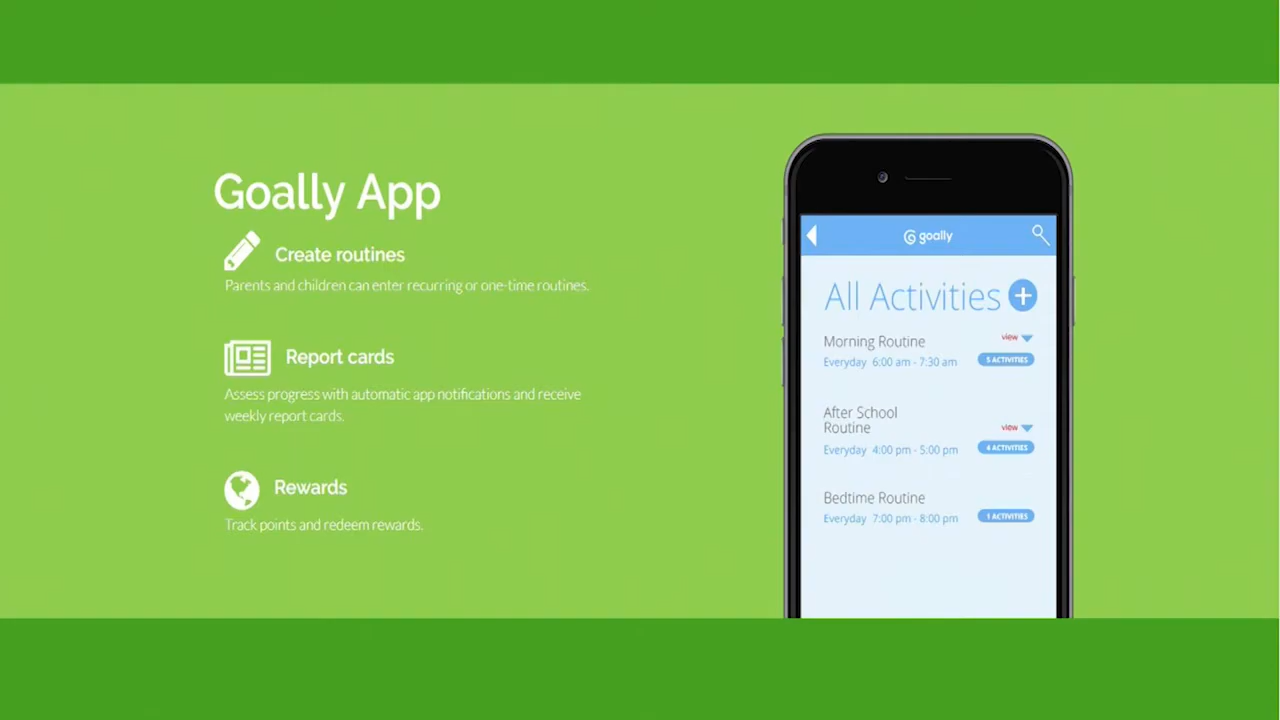 Goally App
Create routines
Parents and children can enter recurring or one-time routines.
Report cards
Assess progress with automatic app notifications and receive
weekly report cards.
Rewards
Track points and redeem rewards.
goally
All Activities
Morning Routine
view
Everyday 6:00 am - 7:30 am
5 ACTIVITIES
After School
Routine
view
Everyday 4:00 pm - 5:00 pm
4 ACTIVITIES
Bedtime Routine
Everyday 7:00 pm - 8:00 pm
1 ACTIVITIES